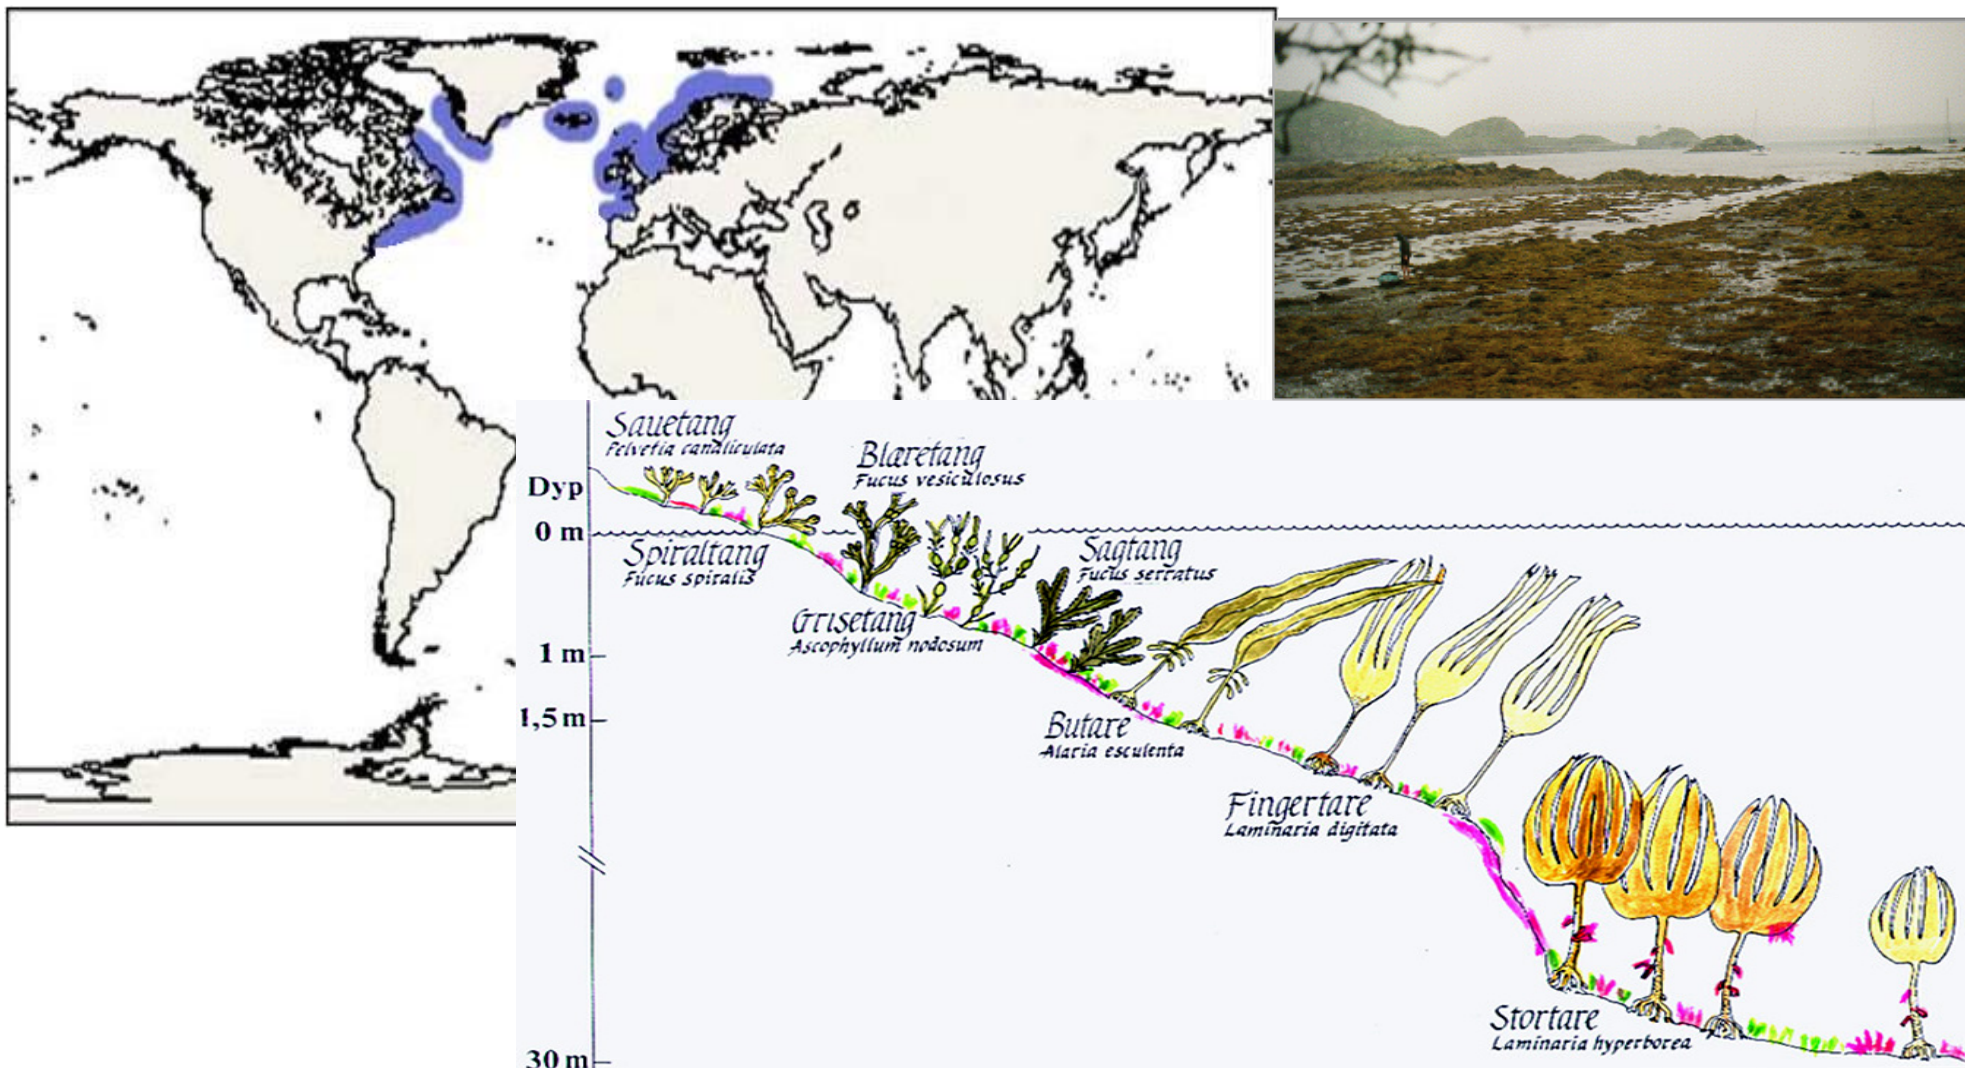 Sauetang
Pelvetia canaliculata
Blæretang
Fucus vesiculosus
Dyp
0 m
Spiraltang
Fucus spiralis
Sagtang
Fucus serratus
Grisetang
Ascophyllum nodosum
1 m
1,5 m
Butare
Alaria esculenta
Fingertare
Laminaria digitata
Stortare
Laminaria hyperborea
30 m